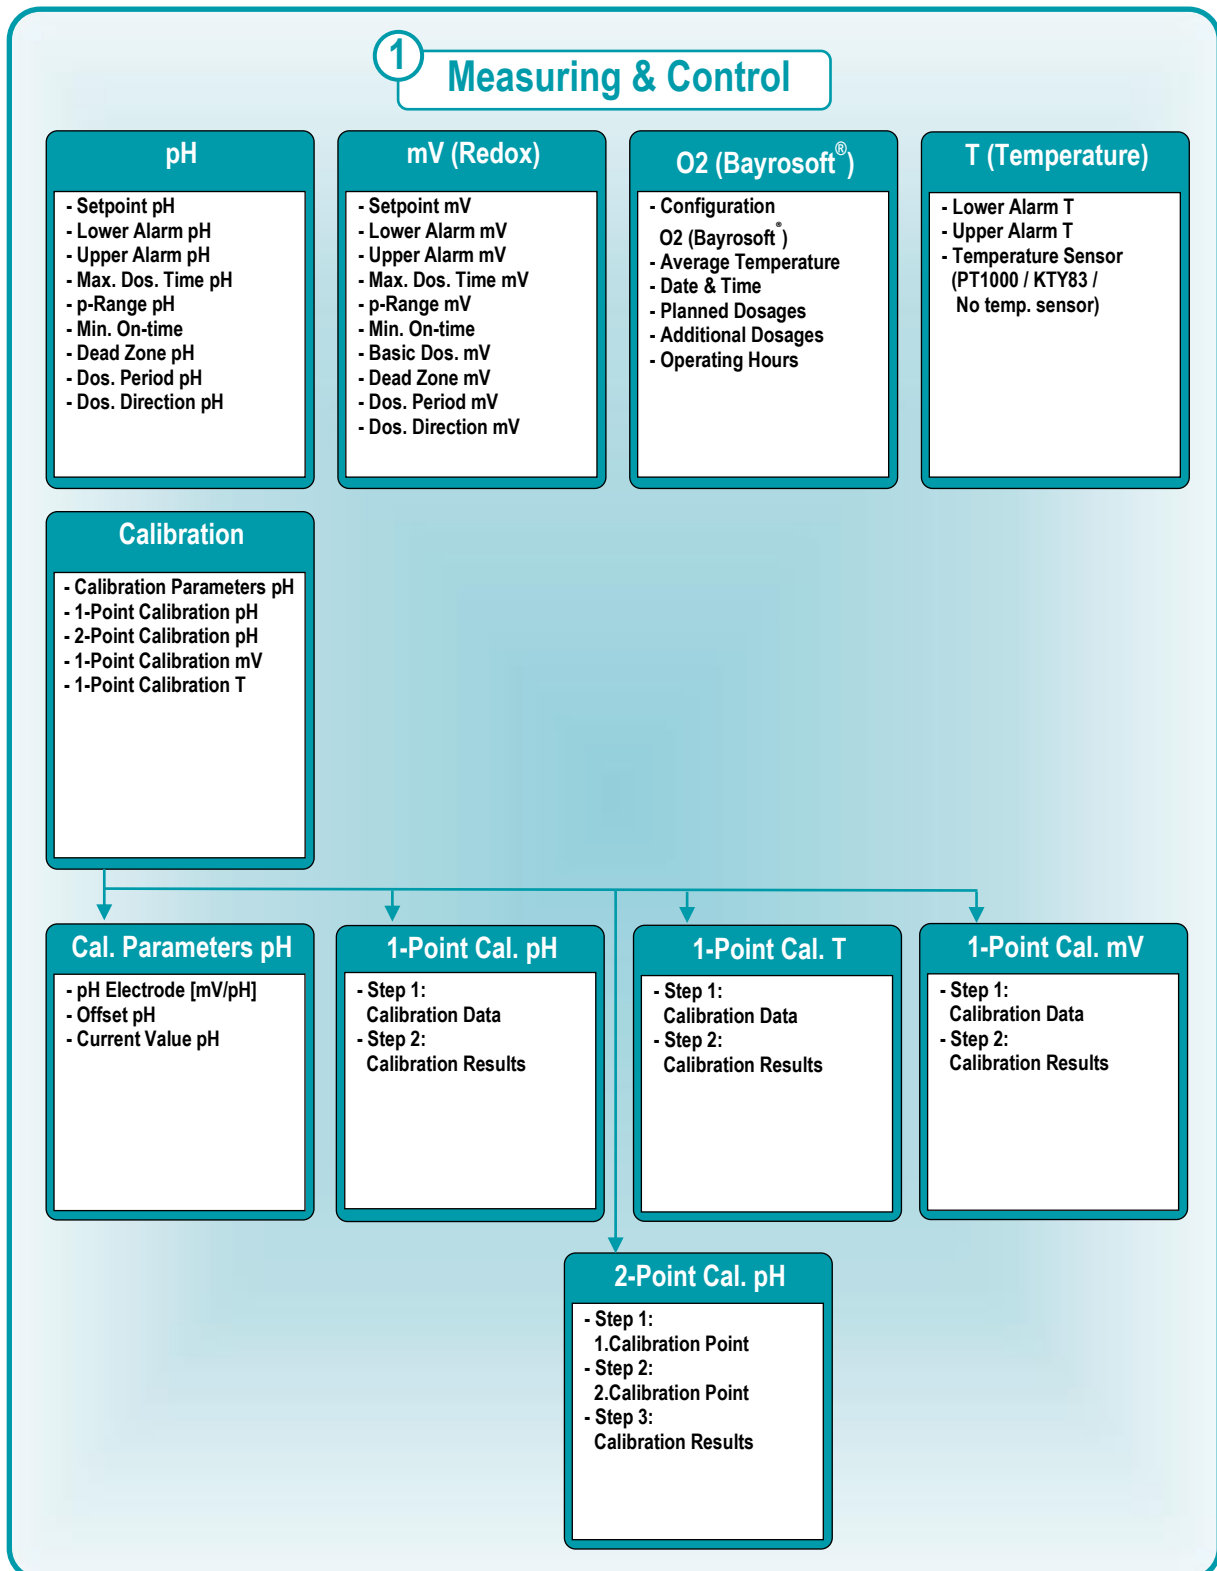 1
Measuring & Control
pH
- Setpoint pH
- Lower Alarm pH
- Upper Alarm pH
- Max. Dos. Time pH
- p-Range pH
- Min. On-time
- Dead Zone pH
- Dos. Period pH
- Dos. Direction pH
mV (Redox)
- Setpoint mV
- Lower Alarm mV
- Upper Alarm mV
- Max. Dos. Time mV
- p-Range mV
- Min. On-time
- Basic Dos. mV
- Dead Zone mV
- Dos. Period mV
- Dos. Direction mV
O2 (Bayrosoft®)
- Configuration
O2 (Bayrosoft®)
- Average Temperature
- Date & Time
- Planned Dosages
- Additional Dosages
- Operating Hours
T (Temperature)
- Lower Alarm T
- Upper Alarm T
- Temperature Sensor
(PT1000 / KTY83 /
No temp. sensor)
Calibration
- Calibration Parameters pH
- 1-Point Calibration pH
- 2-Point Calibration pH
- 1-Point Calibration mV
- 1-Point Calibration T
Cal. Parameters pH
- pH Electrode [mV/pH]
- Offset pH
- Current Value pH
1-Point Cal. pH
- Step 1:
Calibration Data
- Step 2:
Calibration Results
1-Point Cal. T
- Step 1:
Calibration Data
- Step 2:
Calibration Results
1-Point Cal. mV
- Step 1:
Calibration Data
- Step 2:
Calibration Results
2-Point Cal. pH
- Step 1:
1.Calibration Point
- Step 2:
2.Calibration Point
- Step 3:
Calibration Results